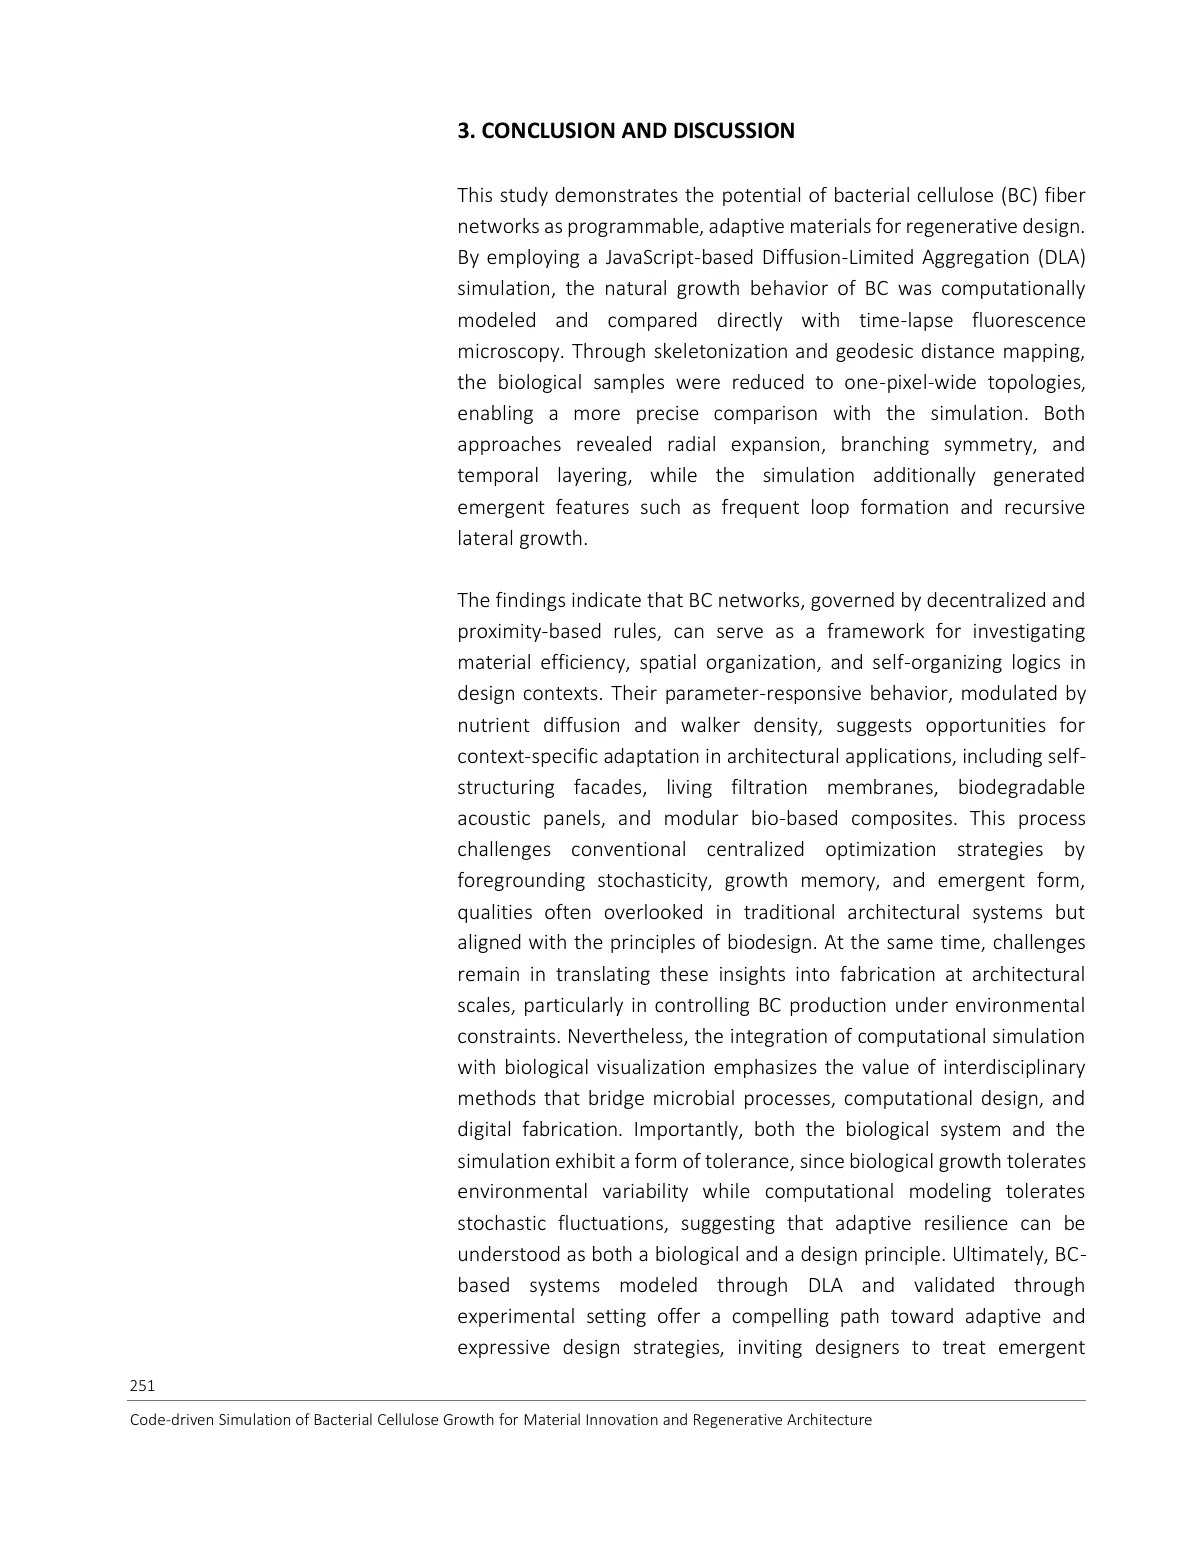 3. CONCLUSION AND DISCUSSION
This study demonstrates the potential of bacterial cellulose (BC) fiber
networks as programmable, adaptive materials for regenerative design.
By employing a JavaScript-based Diffusion-Limited Aggregation (DLA)
simulation, the natural growth behavior of BC was computationally
modeled and compared directly with time-lapse fluorescence
microscopy. Through skeletonization and geodesic distance mapping,
the biological samples were reduced to one-pixel-wide topologies,
enabling a more precise comparison with the simulation. Both
approaches revealed radial expansion, branching symmetry, and
temporal layering, while the simulation additionally generated
emergent features such as frequent loop formation and recursive
lateral growth.
The findings indicate that BC networks, governed by decentralized and
proximity-based rules, can serve as a framework for investigating
material efficiency, spatial organization, and self-organizing logics in
design contexts. Their parameter-responsive behavior, modulated by
nutrient diffusion and walker density, suggests opportunities for
context-specific adaptation in architectural applications, including self-
structuring facades, living filtration membranes, biodegradable
acoustic panels, and modular bio-based composites. This process
challenges conventional centralized optimization strategies by
foregrounding stochasticity, growth memory, and emergent form,
qualities often overlooked in traditional architectural systems but
aligned with the principles of biodesign. At the same time, challenges
remain in translating these insights into fabrication at architectural
scales, particularly in controlling BC production under environmental
constraints. Nevertheless, the integration of computational simulation
with biological visualization emphasizes the value of interdisciplinary
methods that bridge microbial processes, computational design, and
digital fabrication. Importantly, both the biological system and the
simulation exhibit a form of tolerance, since biological growth tolerates
environmental variability while computational modeling tolerates
stochastic fluctuations, suggesting that adaptive resilience can be
understood as both a biological and a design principle. Ultimately, BC-
based systems modeled through DLA and validated through
experimental setting offer a compelling path toward adaptive and
expressive design strategies, inviting designers to treat emergent
251
Code-driven Simulation of Bacterial Cellulose Growth for Material Innovation and Regenerative Architecture